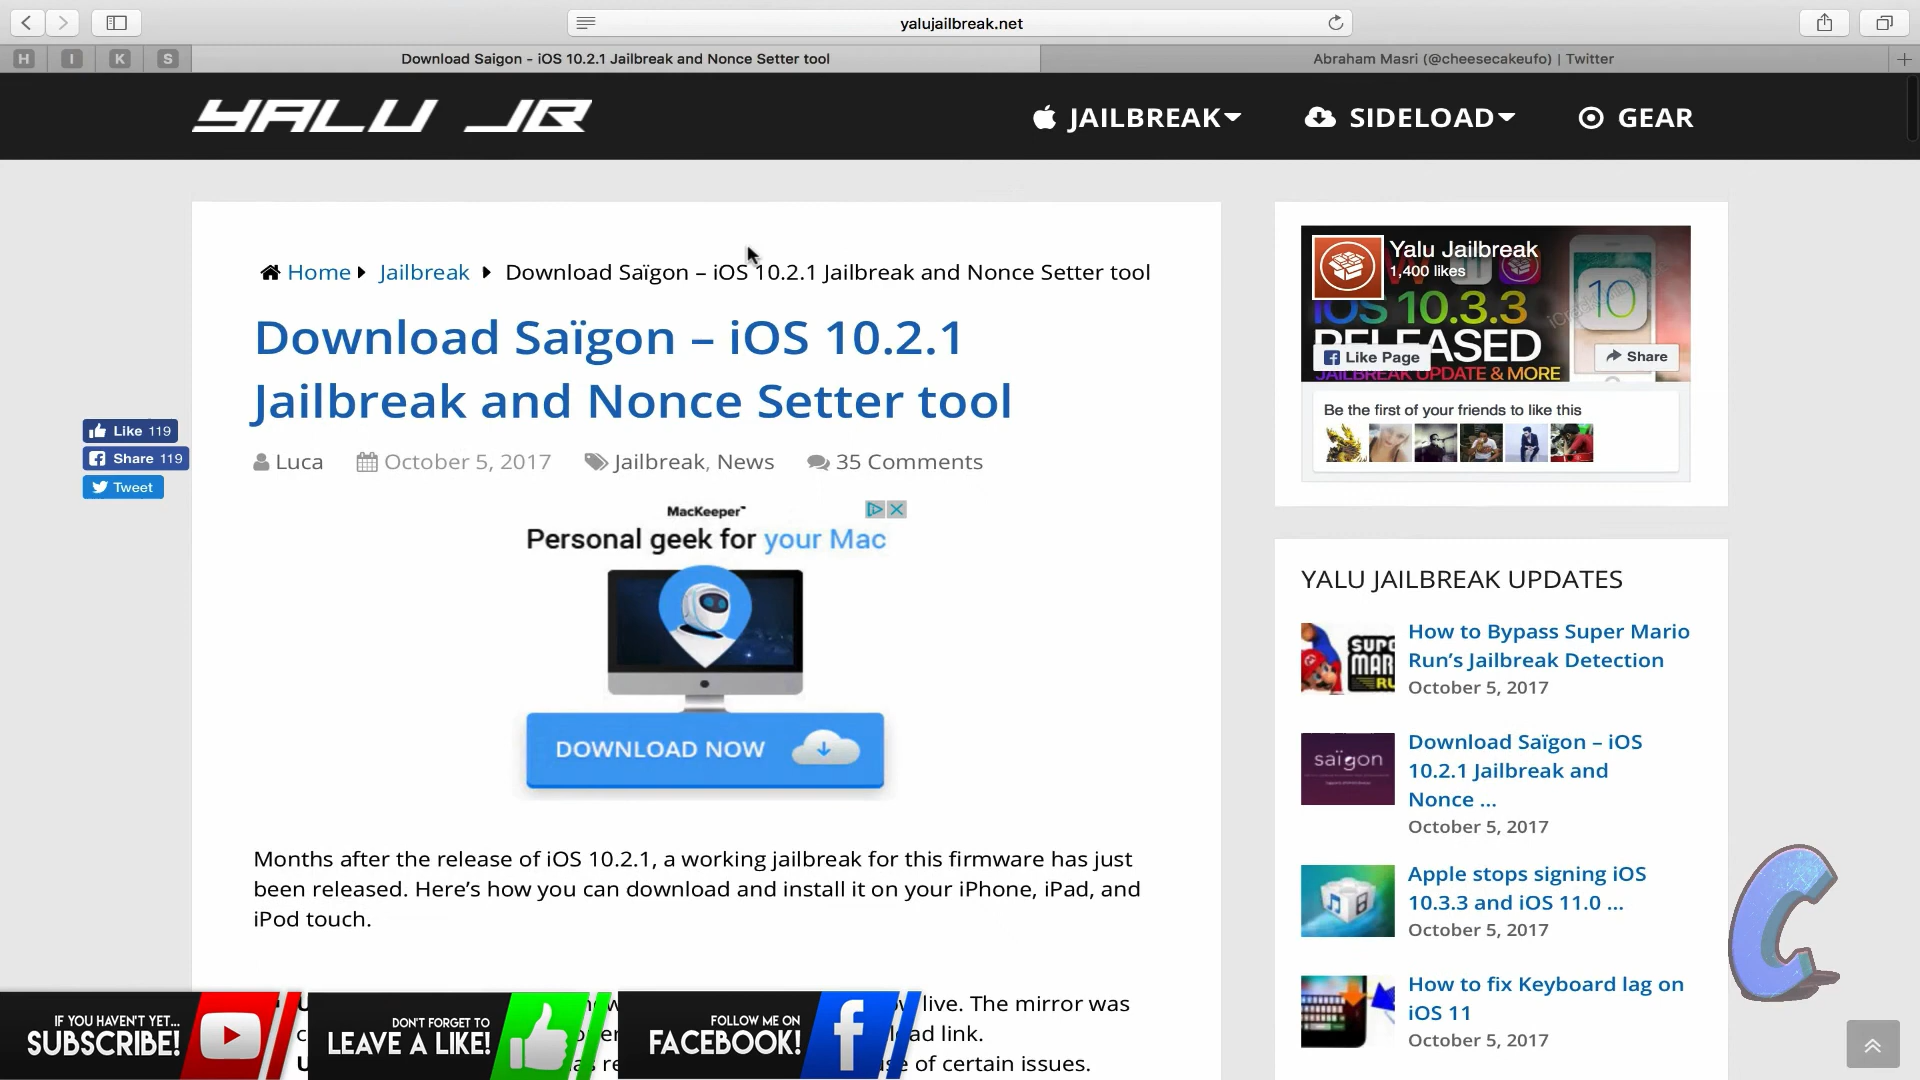 yalujailbreak.net
H I K S
Download Saigon - iOS 10.2.1 Jailbreak and Nonce Setter tool
Abraham Masri (@cheesecakeufo) | Twitter
YALU JB
JAILBREAK
SIDELOAD
GEAR
Home Jailbreak Download Saïgon – iOS 10.2.1 Jailbreak and Nonce Setter tool
Download Saïgon – iOS 10.2.1
Jailbreak and Nonce Setter tool
Luca October 5, 2017 Jailbreak, News 35 Comments
Like 119
Share 119
Tweet
MacKeeper™
Personal geek for your Mac
DOWNLOAD NOW
Months after the release of iOS 10.2.1, a working jailbreak for this firmware has just
been released. Here's how you can download and install it on your iPhone, iPad, and
iPod touch.
live. The mirror was
load link.
of certain issues.
Yalu Jailbreak
1,400 likes
iOS 10.3.3
RELEASED
JAILBREAK UPDATE & MORE
10
Like Page
Share
Be the first of your friends to like this
YALU JAILBREAK UPDATES
SUPER
MAR
RU
How to Bypass Super Mario
Run's Jailbreak Detection
October 5, 2017
saïgon
Download Saïgon – iOS
10.2.1 Jailbreak and
Nonce ...
October 5, 2017
Apple stops signing iOS
10.3.3 and iOS 11.0 ...
October 5, 2017
How to fix Keyboard lag on
iOS 11
October 5, 2017
IF YOU HAVEN'T YET...
SUBSCRIBE!
DON'T FORGET TO
LEAVE A LIKE!
FOLLOW ME ON
FACEBOOK!
C